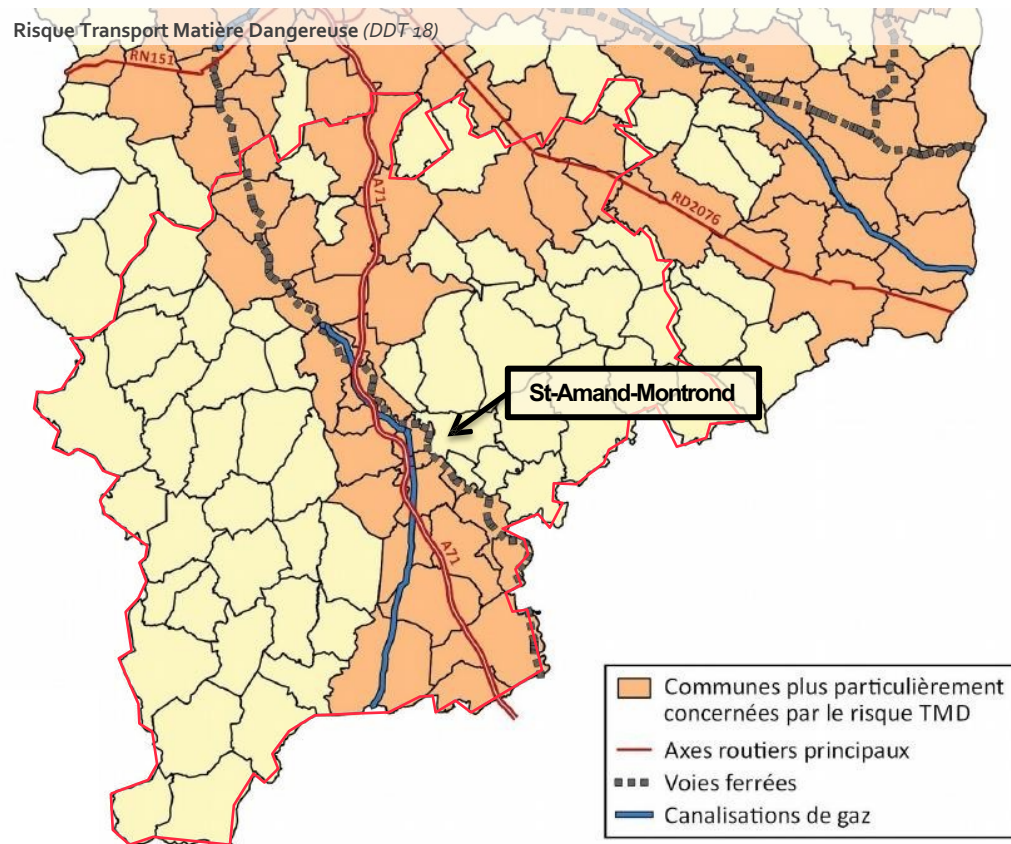 Risque Transport Matière Dangereuse (DDT 18)
RN151
A71
RD2076
St-Amand-Montrond
A71
Communes plus particulièrement
concernées par le risque TMD
Axes routiers principaux
Voies ferrées
Canalisations de gaz